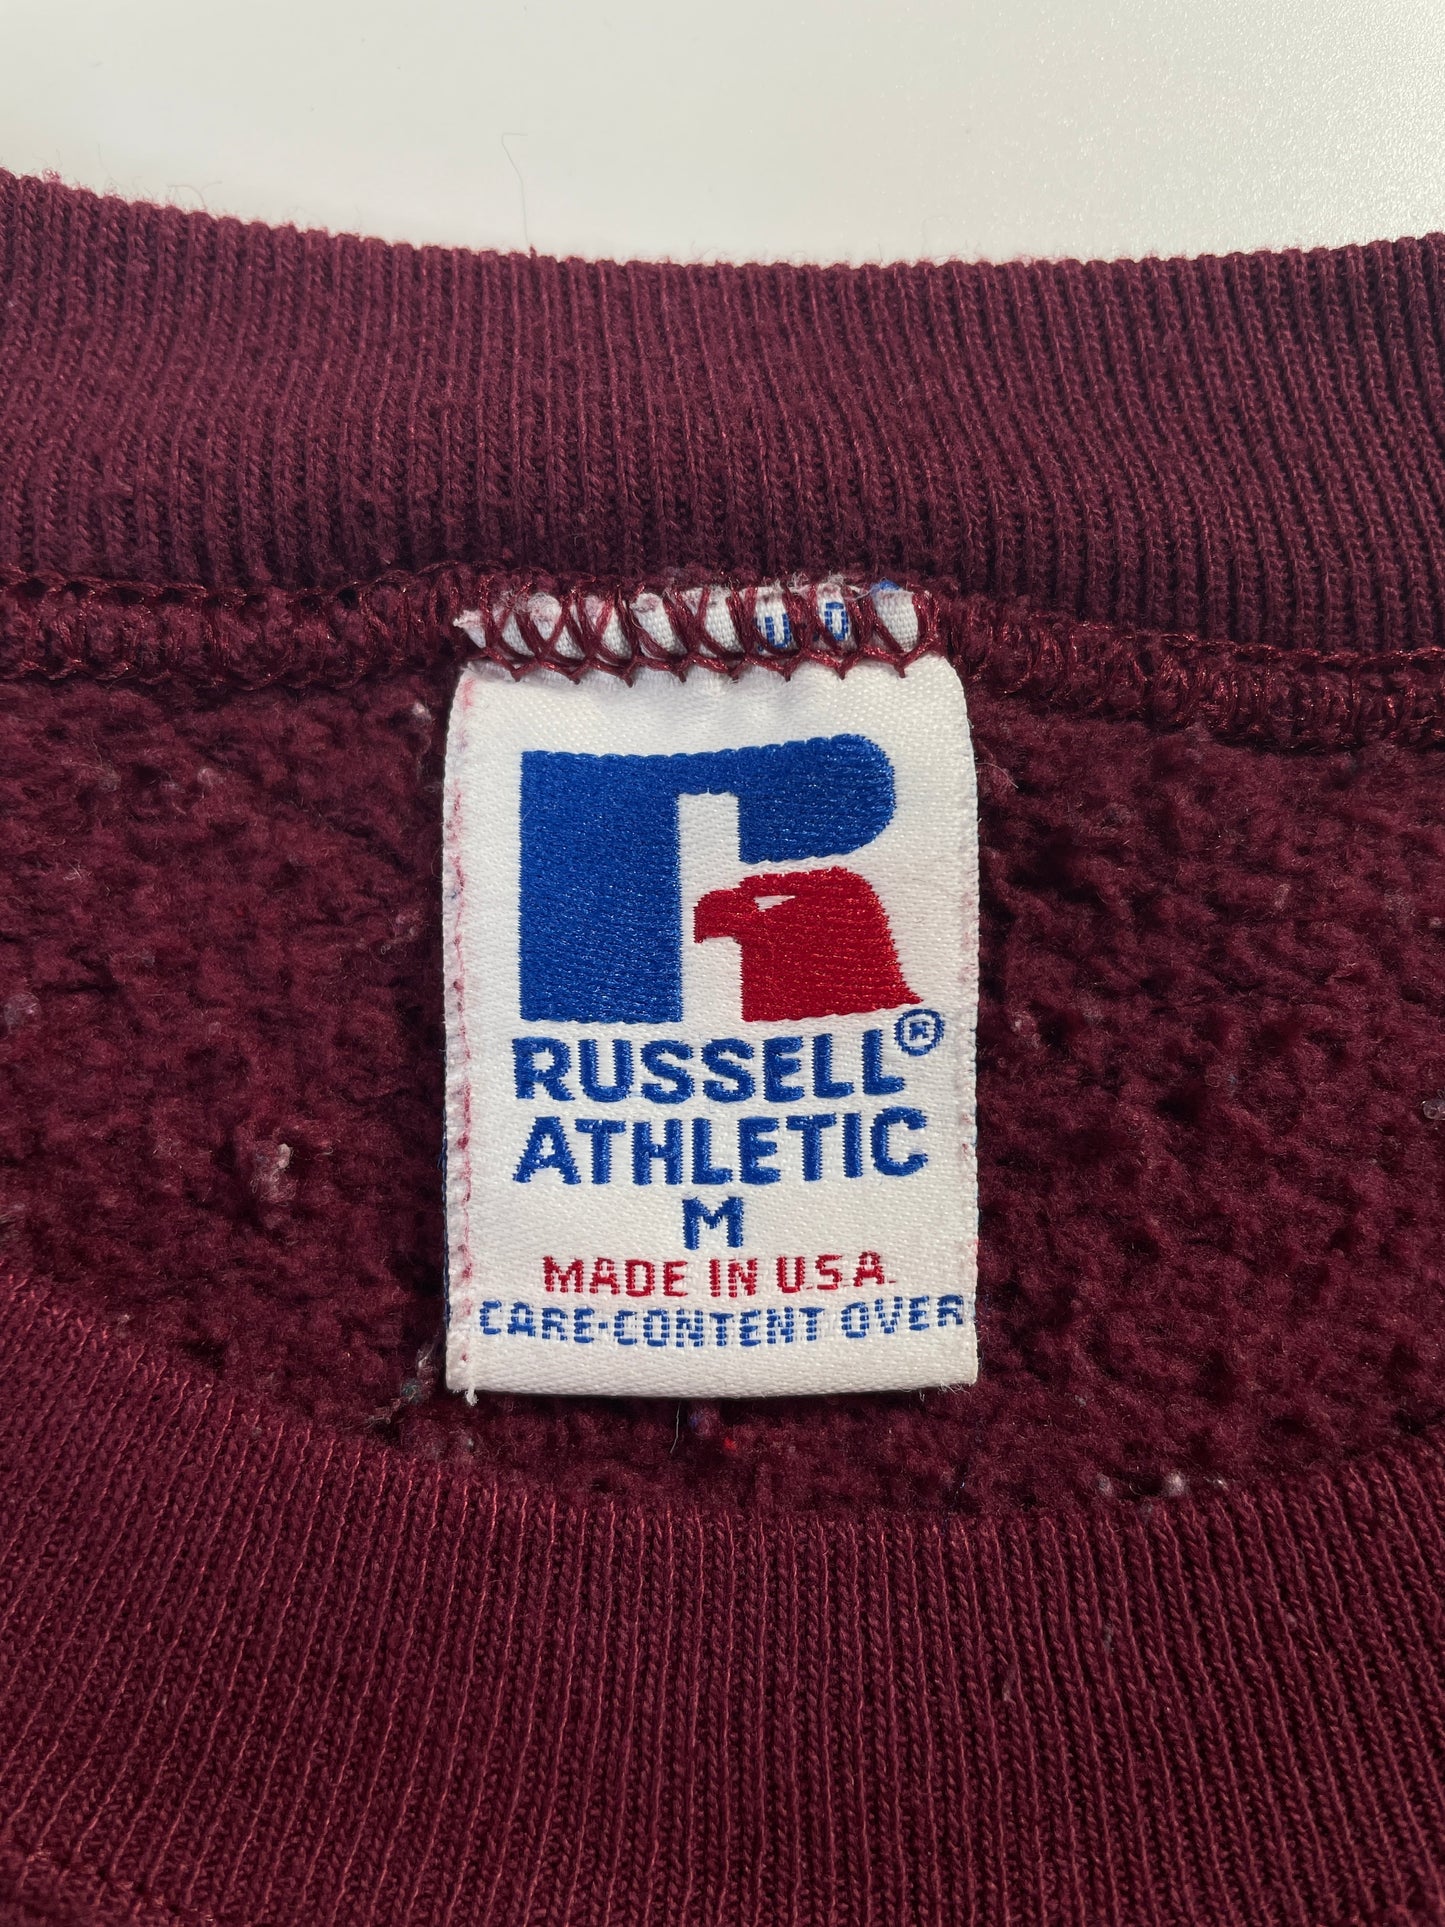 U O
RUSSELL®
ATHLETIC
M
MADE IN U.S.A.
CARE-CONTENT OVER